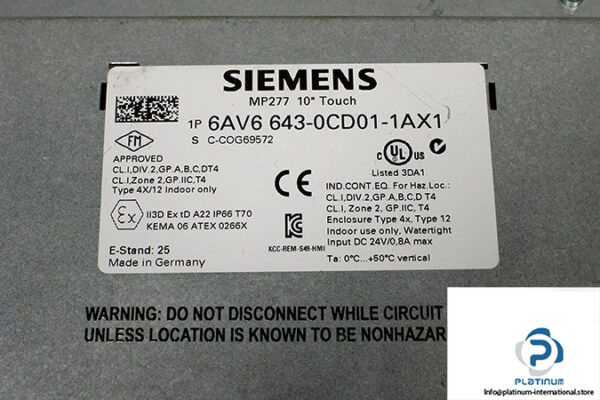 SIEMENS
MP277 10" Touch
1P 6AV6 643-0CD01-1AX1
S C-COG69572
FM
APPROVED
CL.I,DIV.2,GP.A,B,C,DT4
CL.I,Zone 2,GP.IIC,T4
Type 4X/12 Indoor only
Ex II3D Ex tD A22 IP66 T70
KEMA 06 ATEX 0266X
E-Stand: 25
Made in Germany
CE
KCC-REM-S49-HMI
C UL US
Listed 3DA1
IND.CONT.EQ. For Haz.Loc.:
CL.I, DIV.2, GP.A,B,C,D T4
CL.I, Zone 2, GP.IIC, T4
Enclosure Type 4x, Type 12
Indoor use only, Watertight
Input DC 24V/0,8A max
Ta: 0°C...+50°C vertical
WARNING: DO NOT DISCONNECT WHILE CIRCUIT
UNLESS LOCATION IS KNOWN TO BE NONHAZAR
PLATINUM
https://platinum-international.store